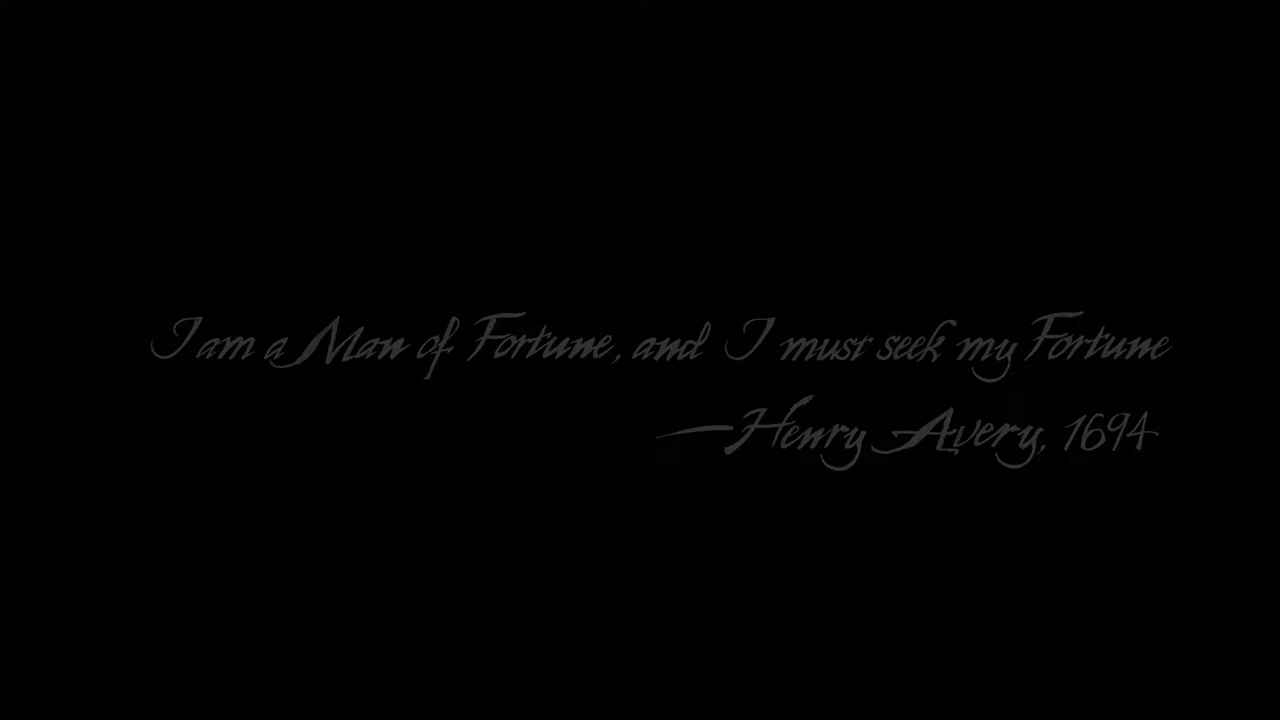 I am a Man of Fortune, and I must seek my Fortune
—Henry Avery, 1694